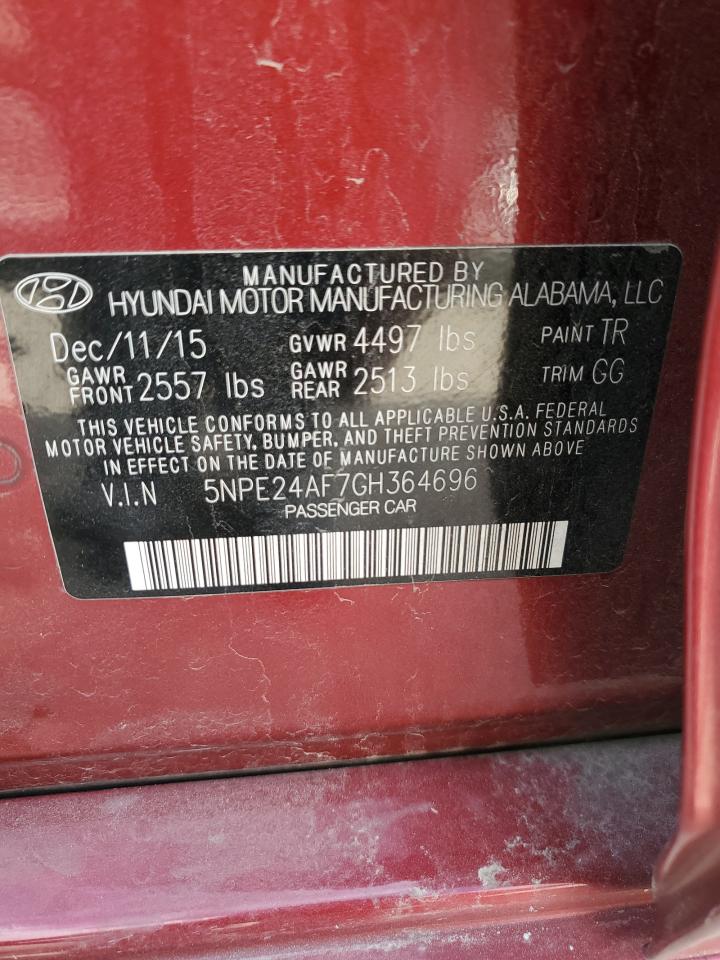 MANUFACTURED BY
HYUNDAI MOTOR MANUFACTURING ALABAMA, LLC
Dec/11/15 GVWR 4497 lbs PAINT TR
GAWR FRONT 2557 lbs GAWR REAR 2513 lbs TRIM GG
THIS VEHICLE CONFORMS TO ALL APPLICABLE U.S.A. FEDERAL
MOTOR VEHICLE SAFETY, BUMPER, AND THEFT PREVENTION STANDARDS
IN EFFECT ON THE DATE OF MANUFACTURE SHOWN ABOVE
V.I.N 5NPE24AF7GH364696
PASSENGER CAR